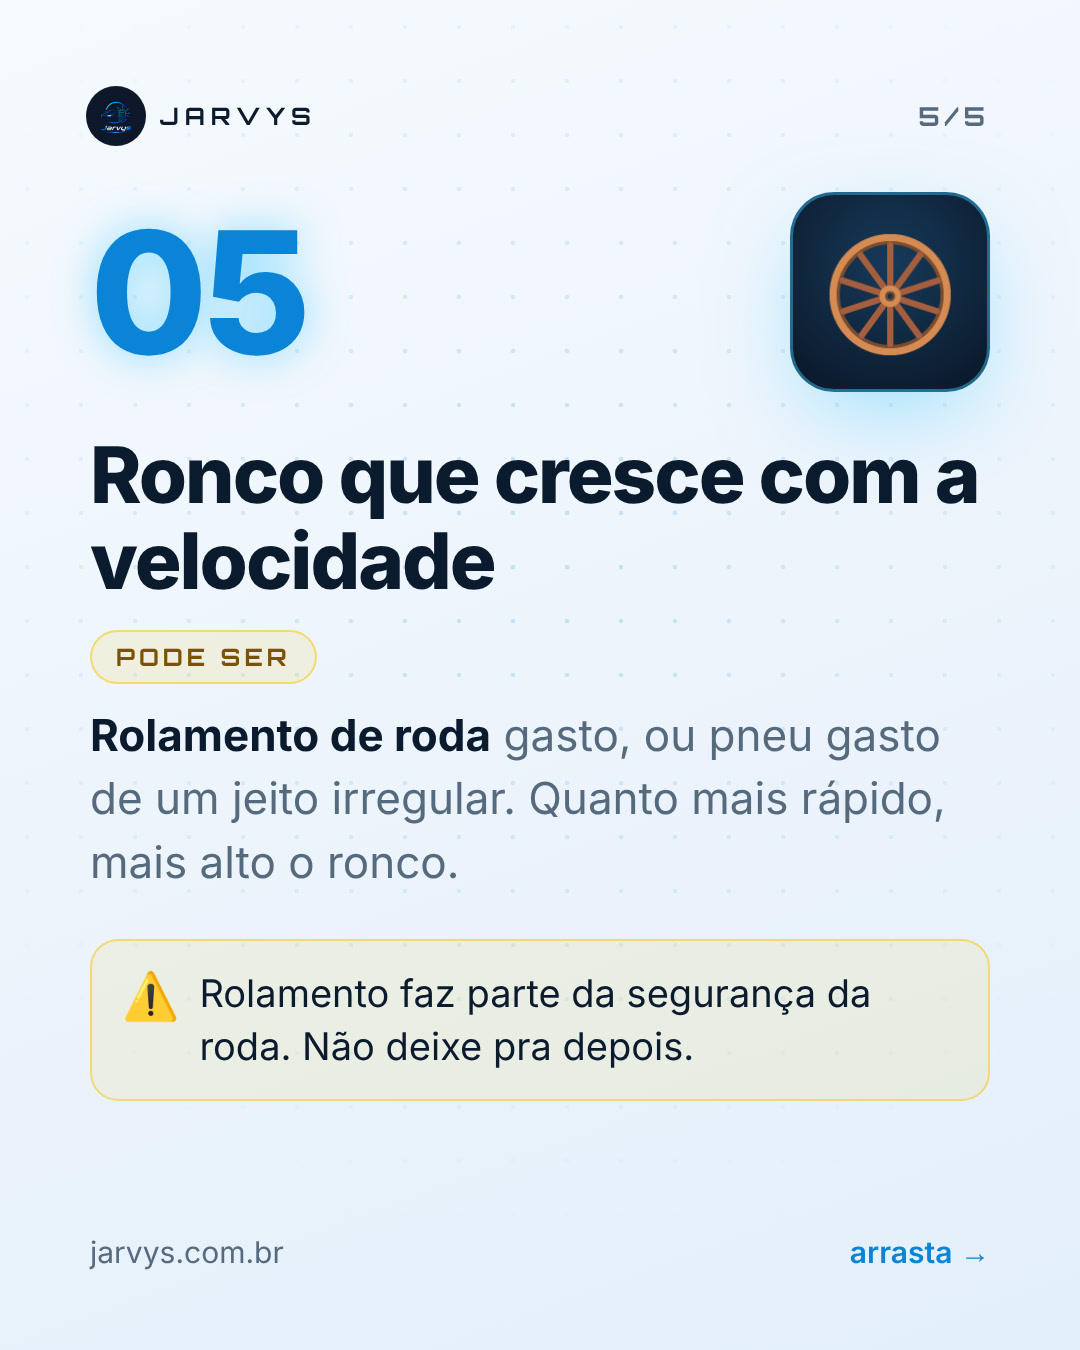 Jarvys
JARVYS
5/5
05
Ronco que cresce com a
velocidade
PODE SER
Rolamento de roda gasto, ou pneu gasto
de um jeito irregular. Quanto mais rápido,
mais alto o ronco.
Rolamento faz parte da segurança da
roda. Não deixe pra depois.
jarvys.com.br
arrasta →